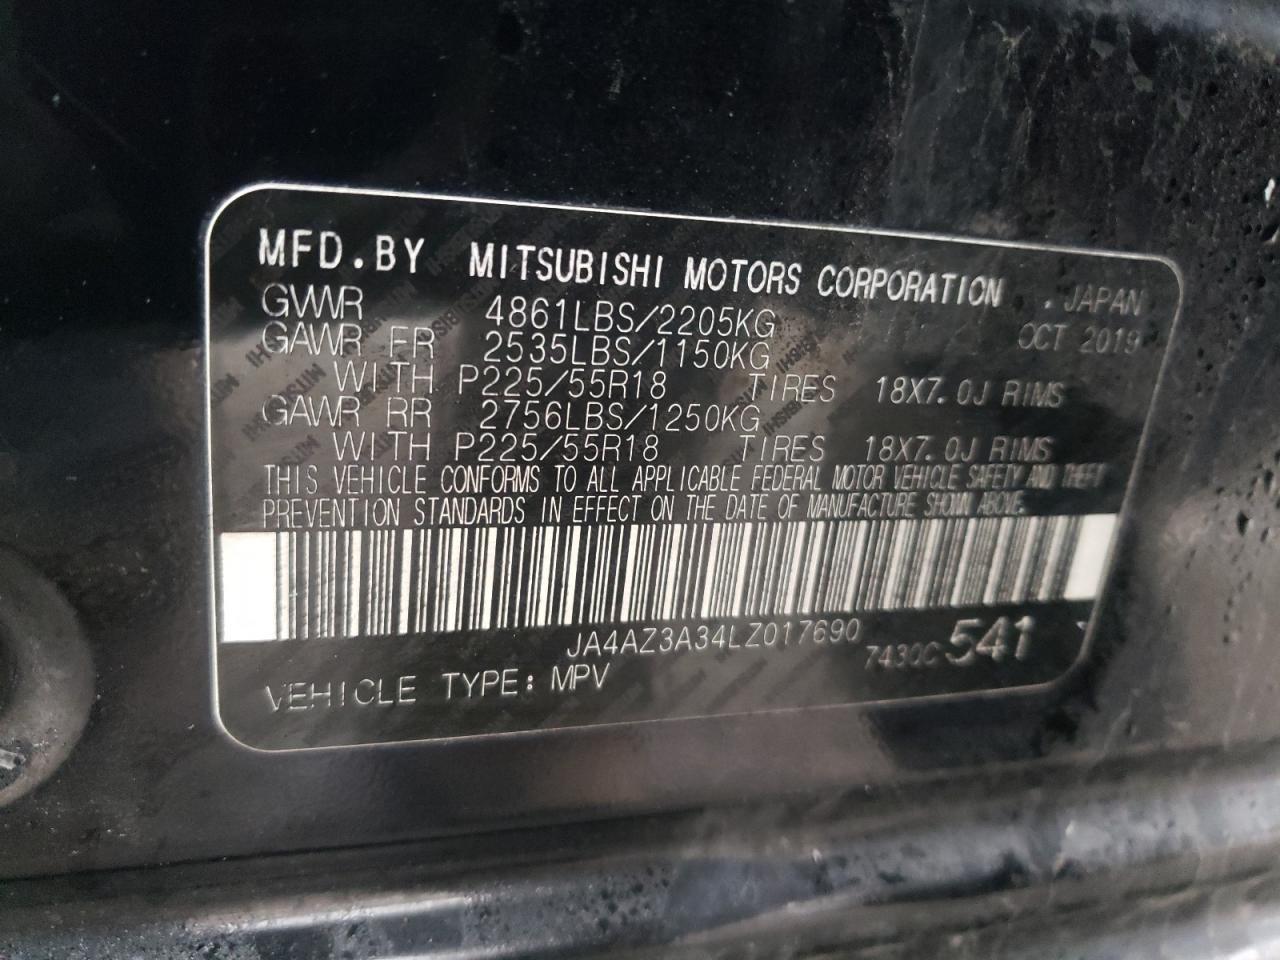 MFD.BY MITSUBISHI MOTORS CORPORATION .JAPAN
GVWR 4861LBS/2205KG OCT 2019
GAWR FR 2535LBS/1150KG
WITH P225/55R18 TIRES 18X7.0J RIMS
GAWR RR 2756LBS/1250KG
WITH P225/55R18 TIRES 18X7.0J RIMS
THIS VEHICLE CONFORMS TO ALL APPLICABLE FEDERAL MOTOR VEHICLE SAFETY AND THEFT
PREVENTION STANDARDS IN EFFECT ON THE DATE OF MANUFACTURE SHOWN ABOVE.
JA4AZ3A34LZ017690
7430C 541
VEHICLE TYPE: MPV